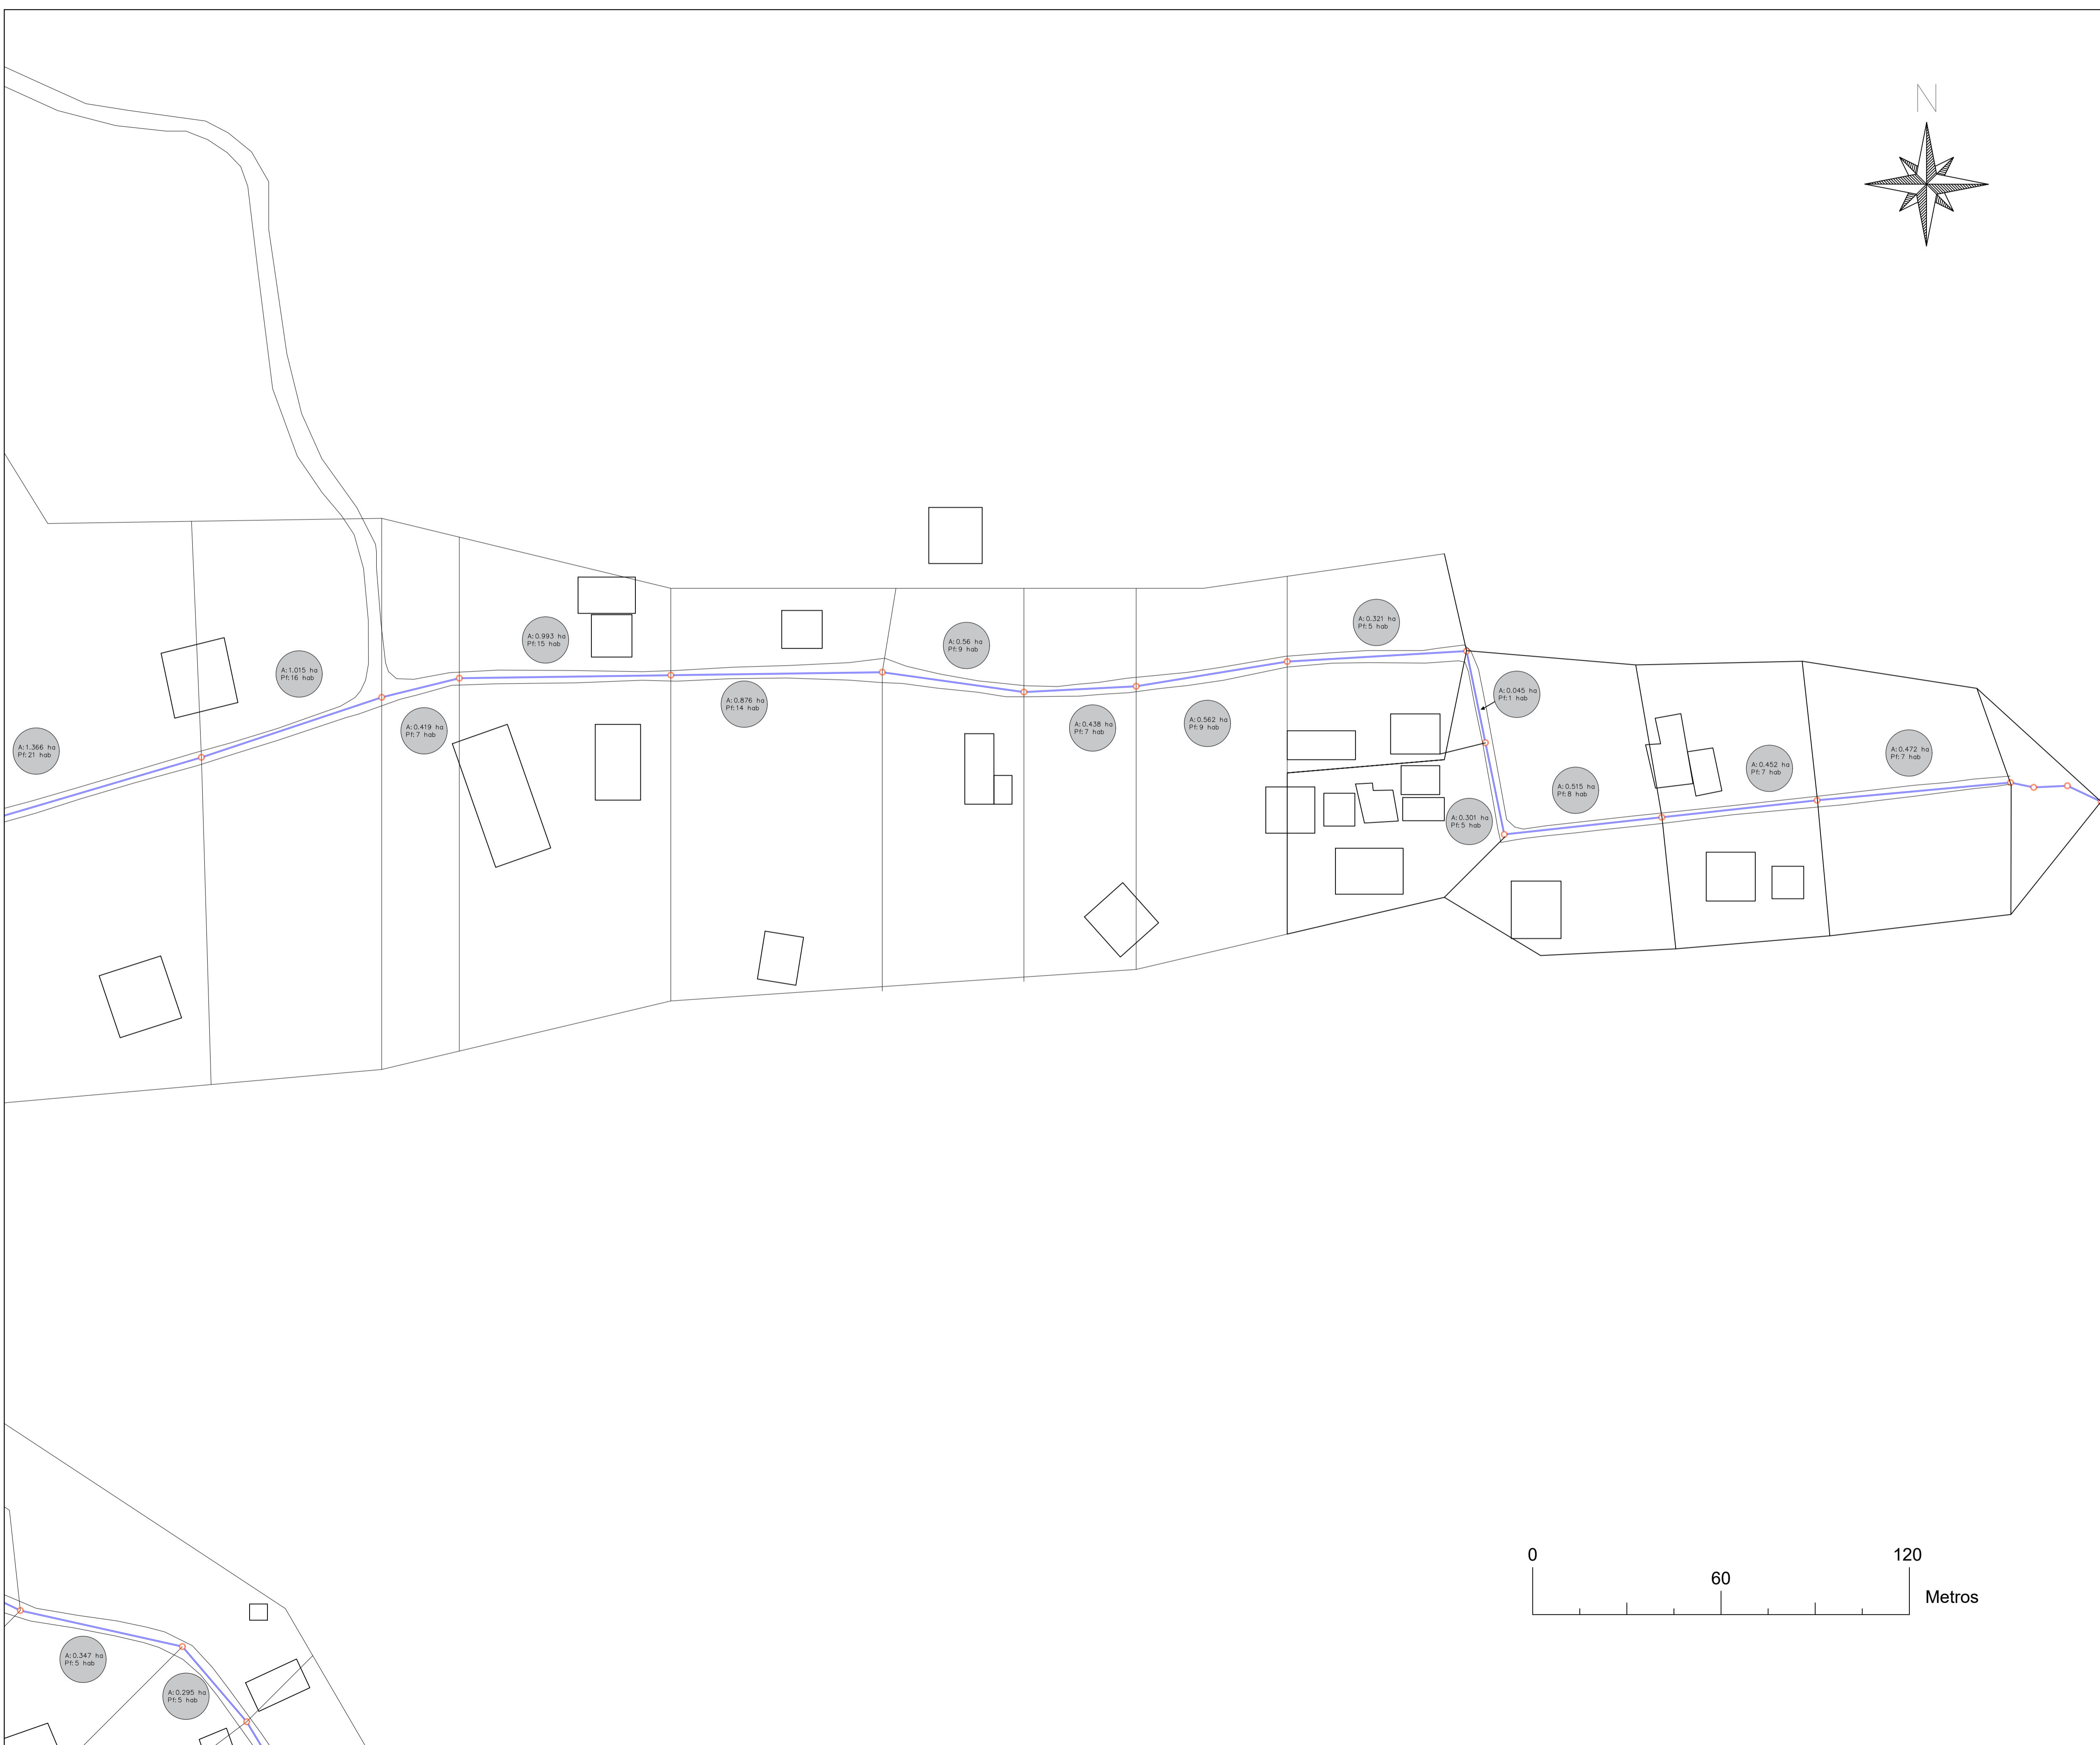 N
A: 0.993 ha
Pf: 15 hab
A: 0.56 ha
Pf: 9 hab
A: 0.321 ha
Pf: 5 hab
A: 1.015 ha
Pf: 16 hab
A: 0.876 ha
Pf: 14 hab
A: 0.045 ha
Pf: 1 hab
A: 1.366 ha
Pf: 21 hab
A: 0.419 ha
Pf: 7 hab
A: 0.438 ha
Pf: 7 hab
A: 0.562 ha
Pf: 9 hab
A: 0.515 ha
Pf: 8 hab
A: 0.452 ha
Pf: 7 hab
A: 0.472 ha
Pf: 7 hab
A: 0.301 ha
Pf: 5 hab
0
120
60
Metros
A: 0.347 ha
Pf: 5 hab
A: 0.295 ha
Pf: 5 hab